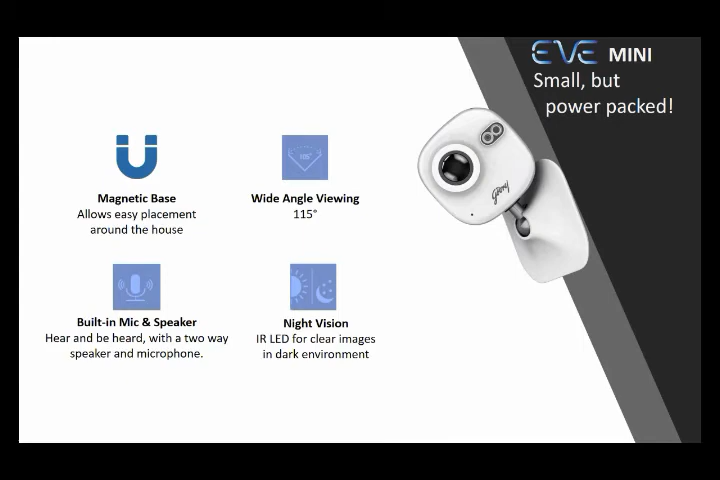 EVE MINI
Small, but
power packed!
Godrej
Magnetic Base
Allows easy placement
around the house
Wide Angle Viewing
115°
Built-in Mic & Speaker
Hear and be heard, with a two way
speaker and microphone.
Night Vision
IR LED for clear images
in dark environment